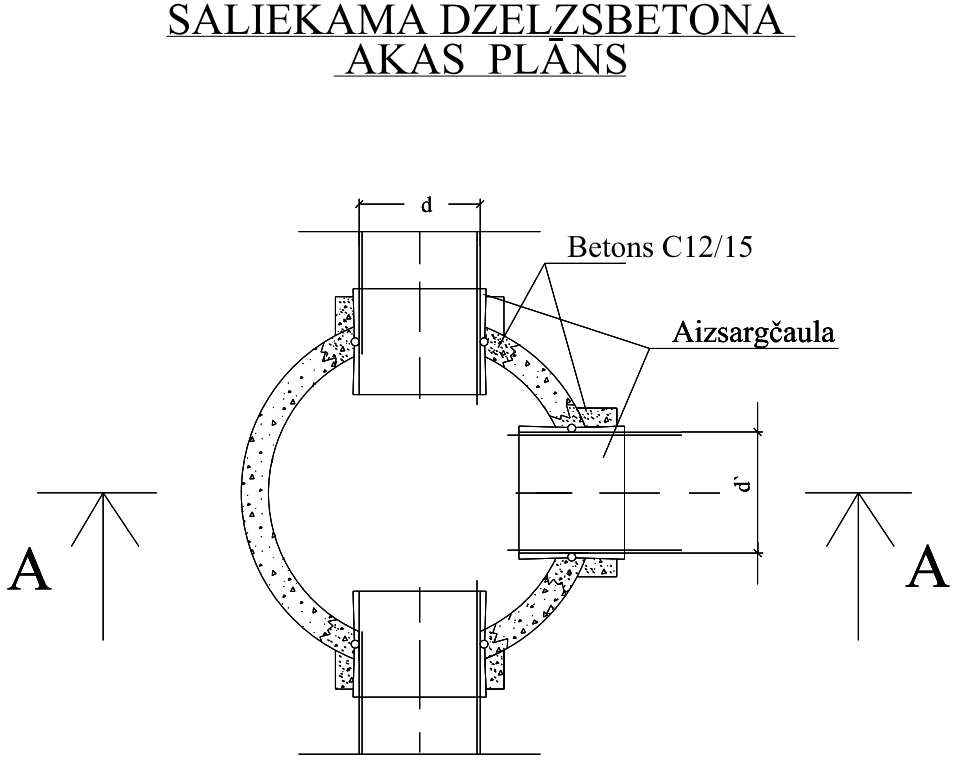 SALIEKAMA DZELZSBETONA
AKAS PLĀNS
d
Betons C12/15
Aizsargčaula
d`
A
A